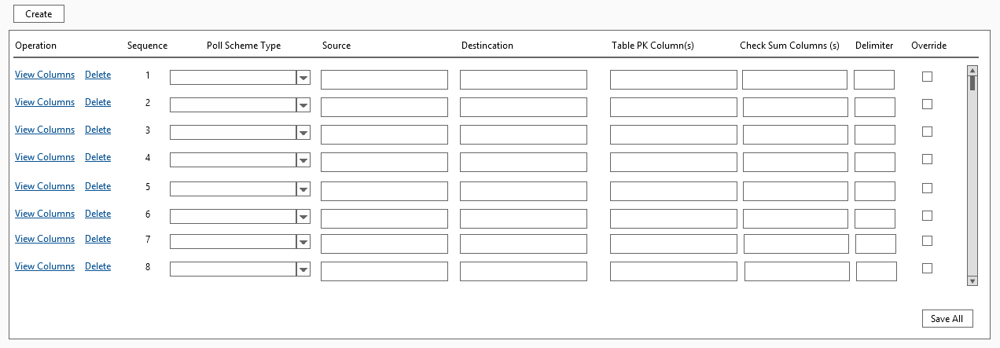 Create
Operation Sequence Poll Scheme Type Source Destincation Table PK Column(s) Check Sum Columns (s) Delimiter Override
View Columns Delete 1
View Columns Delete 2
View Columns Delete 3
View Columns Delete 4
View Columns Delete 5
View Columns Delete 6
View Columns Delete 7
View Columns Delete 8
Save All